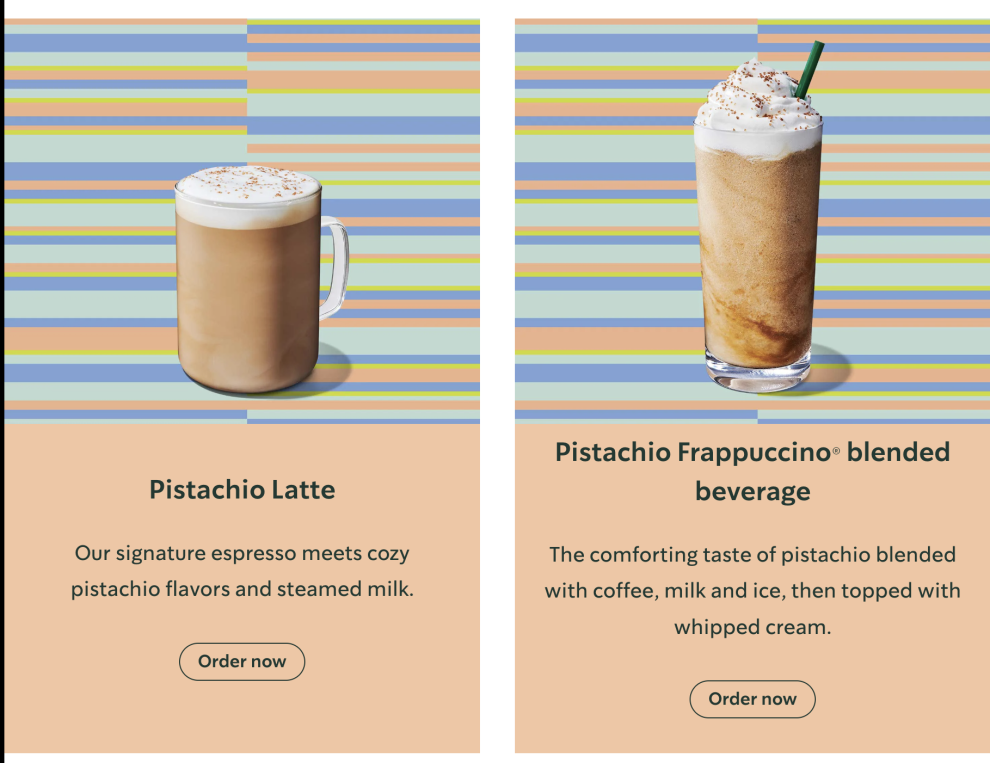 Pistachio Latte
Our signature espresso meets cozy
pistachio flavors and steamed milk.
Order now
Pistachio Frappuccino® blended
beverage
The comforting taste of pistachio blended
with coffee, milk and ice, then topped with
whipped cream.
Order now